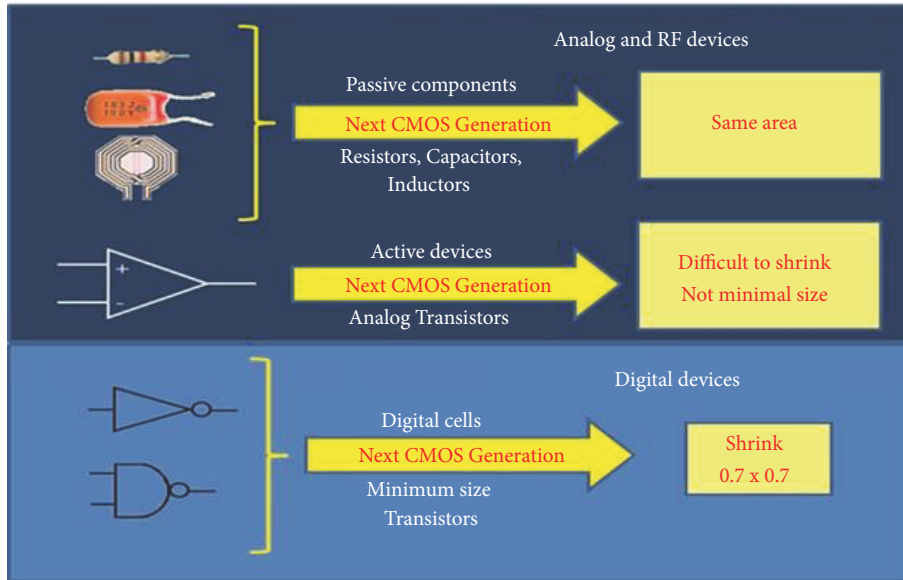 Analog and RF devices
Passive components
Next CMOS Generation
Resistors, Capacitors,
Inductors
Same area
Active devices
Next CMOS Generation
Analog Transistors
Difficult to shrink
Not minimal size
+
-
Digital devices
Digital cells
Next CMOS Generation
Minimum size
Transistors
Shrink
0.7 x 0.7